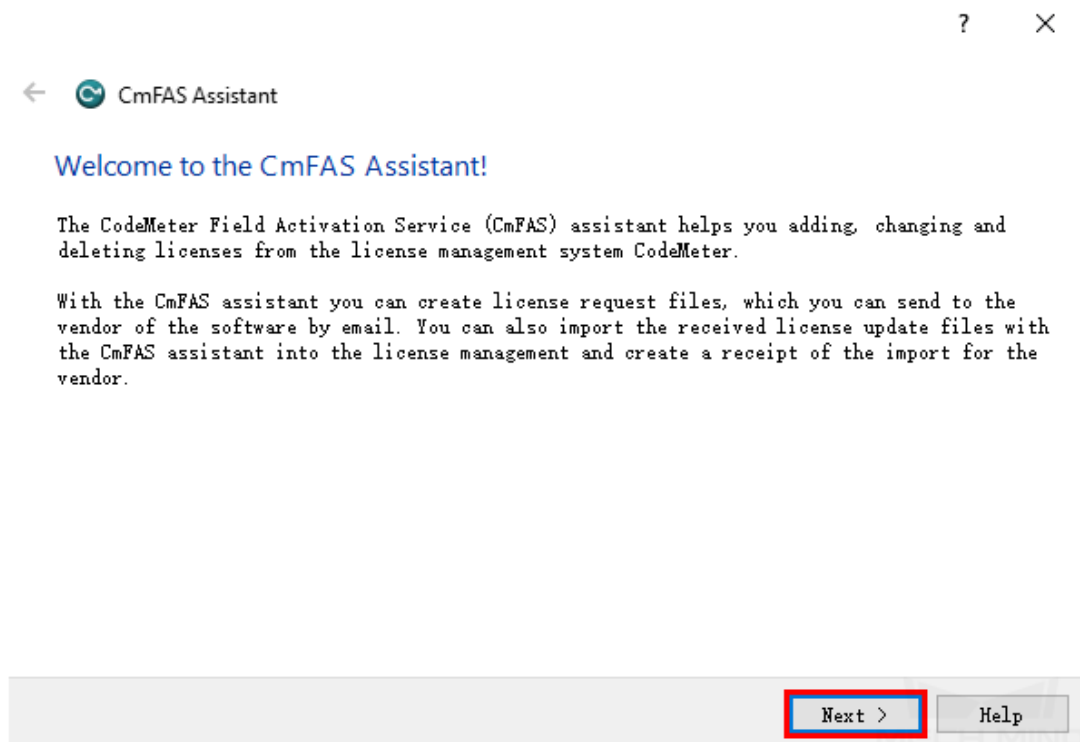 ?
CmFAS Assistant
Welcome to the CmFAS Assistant!
The CodeMeter Field Activation Service (CmFAS) assistant helps you adding, changing and
deleting licenses from the license management system CodeMeter.
With the CmFAS assistant you can create license request files, which you can send to the
vendor of the software by email. You can also import the received license update files with
the CmFAS assistant into the license management and create a receipt of the import for the
vendor.
Next >
Help